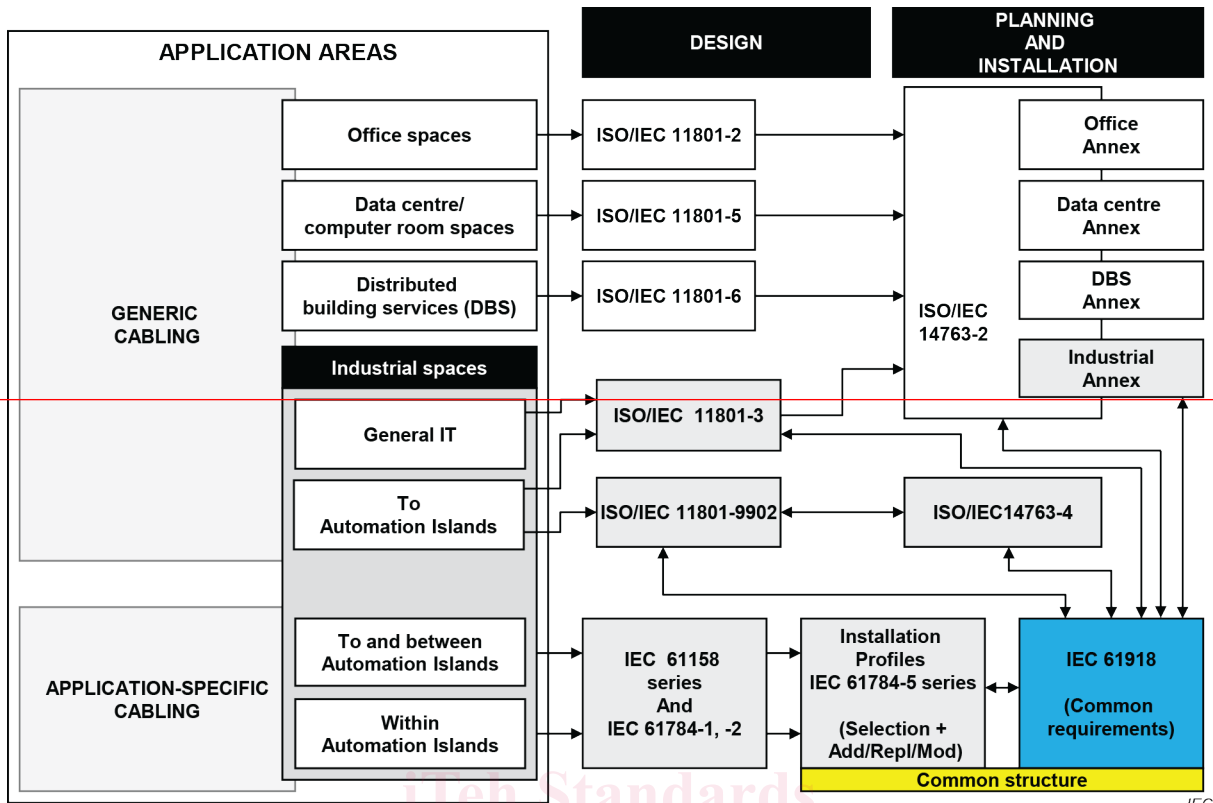 APPLICATION AREAS
DESIGN
PLANNING
AND
INSTALLATION
GENERIC
CABLING
Office spaces
ISO/IEC 11801-2
Office
Annex
Data centre/
computer room spaces
ISO/IEC 11801-5
Data centre
Annex
Distributed
building services (DBS)
ISO/IEC 11801-6
DBS
Annex
ISO/IEC
14763-2
Industrial spaces
Industrial
Annex
General IT
ISO/IEC 11801-3
To
Automation Islands
ISO/IEC 11801-9902
ISO/IEC14763-4
APPLICATION-SPECIFIC
CABLING
To and between
Automation Islands
Within
Automation Islands
IEC 61158
series
And
IEC 61784-1, -2
Installation
Profiles
IEC 61784-5 series
(Selection +
Add/Repl/Mod)
IEC 61918
(Common
requirements)
Common structure
iTeh Standards
IEC